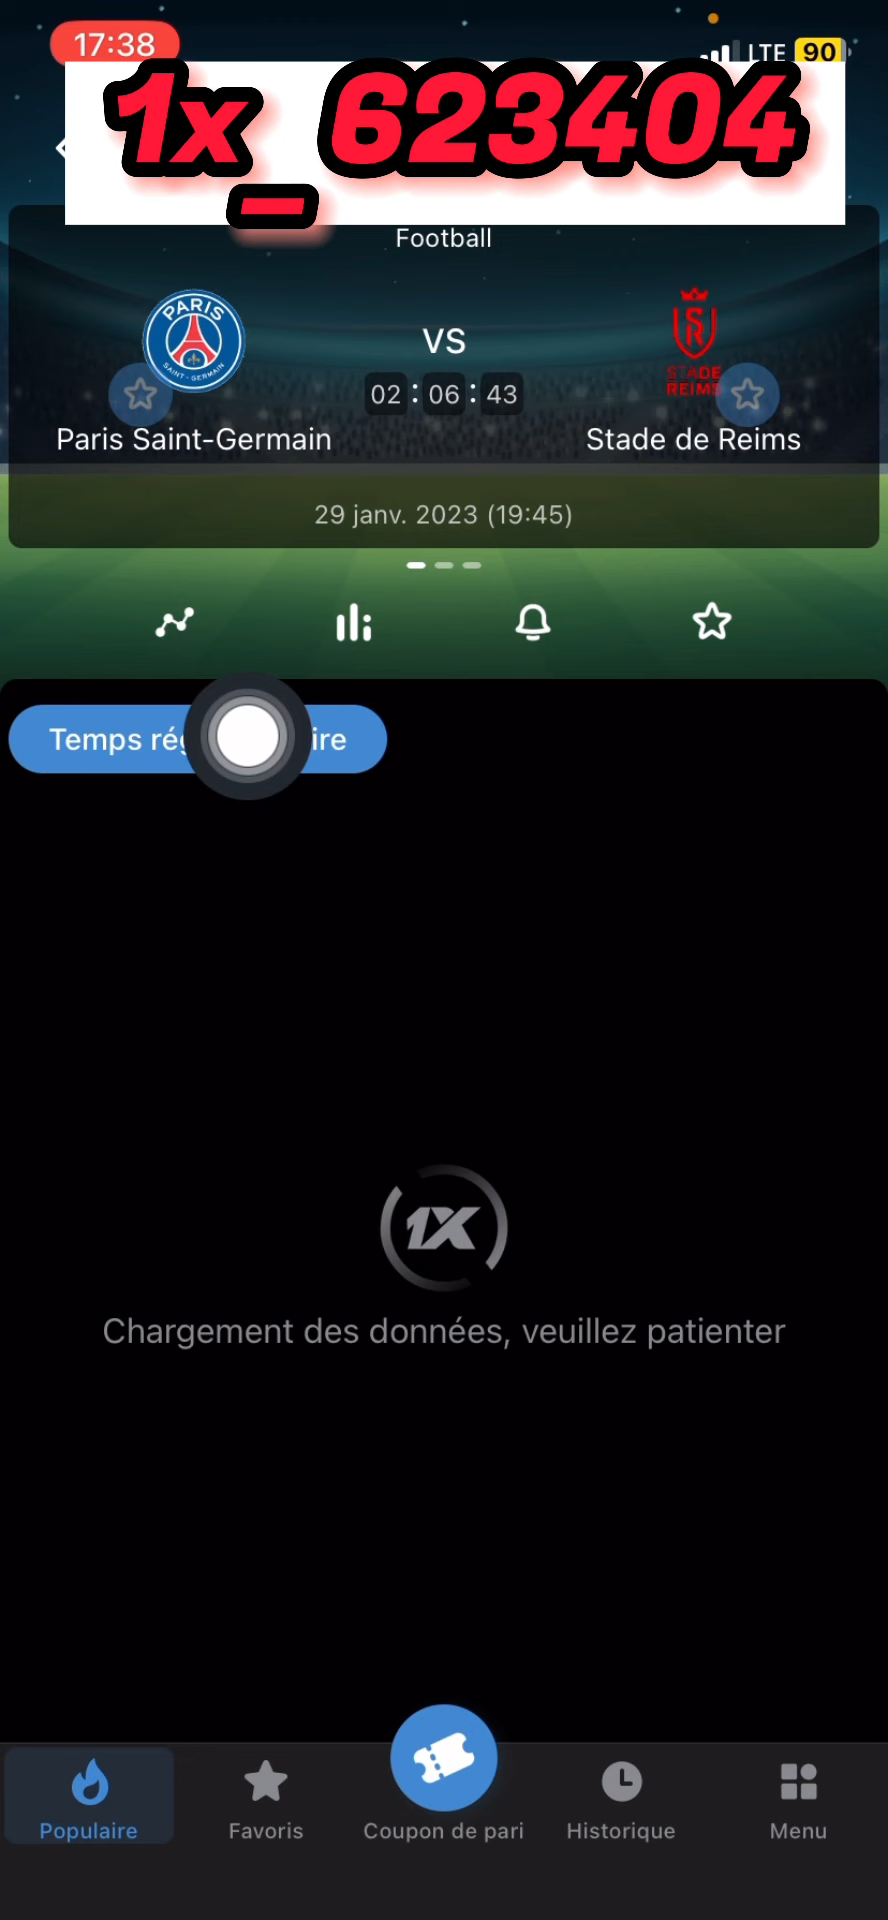 17:38
LTE 90
1x_623404
Football
PARIS
SAINT-GERMAIN
VS
STADE
REIMS
02 : 06 : 43
Paris Saint-Germain
Stade de Reims
29 janv. 2023 (19:45)
Temps ré ire
1X
Chargement des données, veuillez patienter
Populaire
Favoris
Coupon de pari
Historique
Menu